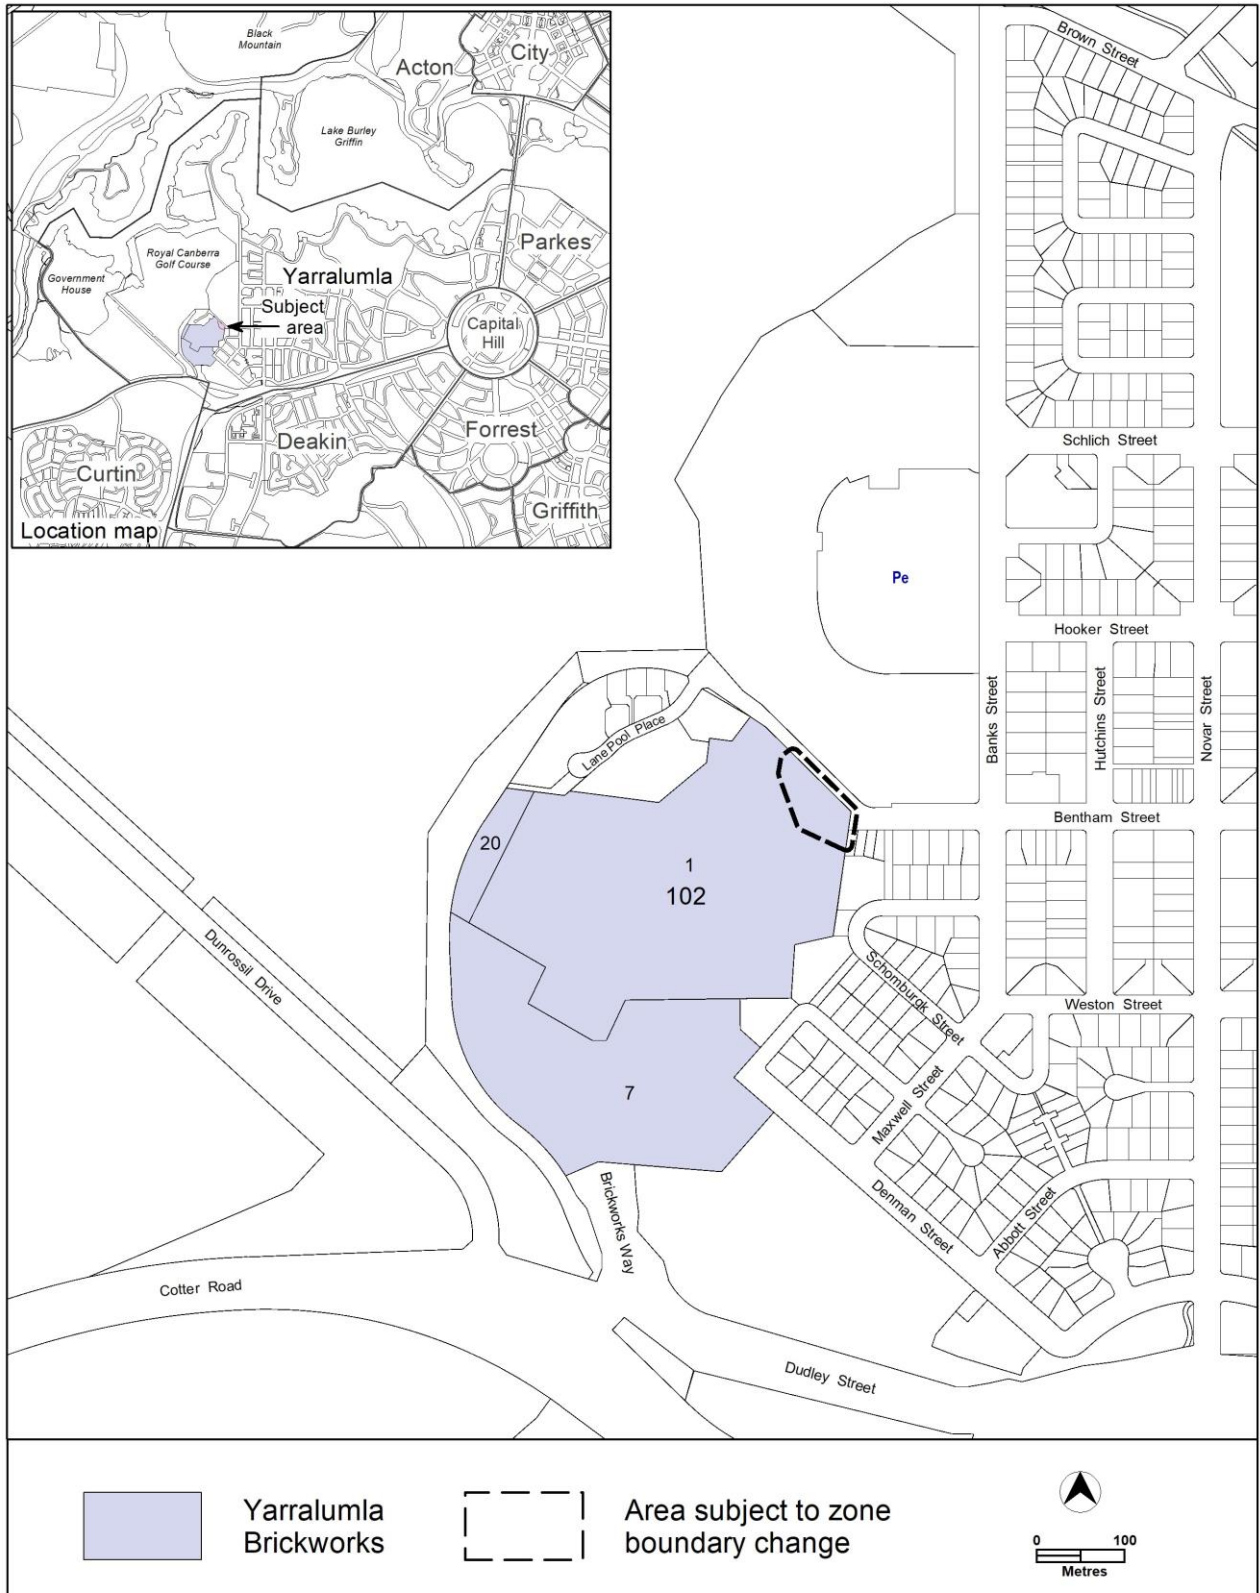 Black
Mountain
Acton
City
Lake Burley
Griffin
Parkes
Royal Canberra
Golf Course
Government
House
Yarralumla
Subject
area
Capital
Hill
Deakin
Forrest
Curtin
Griffith
Location map
Brown Street
Schlich Street
Pe
Hooker Street
Banks Street
Hutchins Street
Novar Street
Lane Pool Place
Bentham Street
20
1
102
Dunrossil Drive
Schomburgk Street
Weston Street
7
Maxwell Street
Denman Street
Abbott Street
Brickworks Way
Cotter Road
Dudley Street
Yarralumla
Brickworks
Area subject to zone
boundary change
0 100
Metres